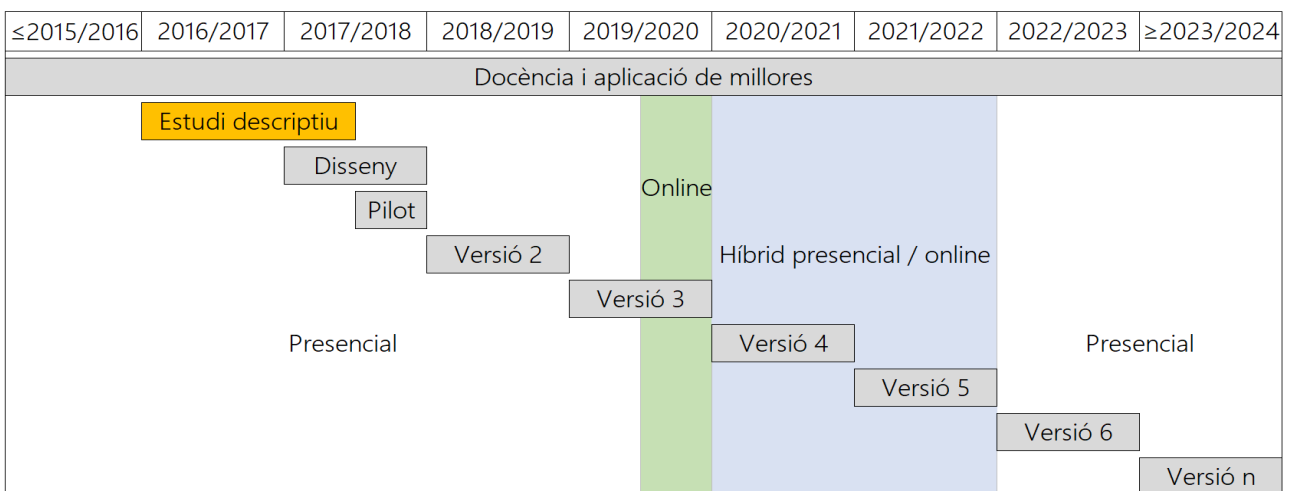 ≤2015/2016 2016/2017 2017/2018 2018/2019 2019/2020 2020/2021 2021/2022 2022/2023 ≥2023/2024
Docència i aplicació de millores
Estudi descriptiu
Disseny
Online
Pilot
Versió 2
Híbrid presencial / online
Versió 3
Presencial
Versió 4
Presencial
Versió 5
Versió 6
Versió n